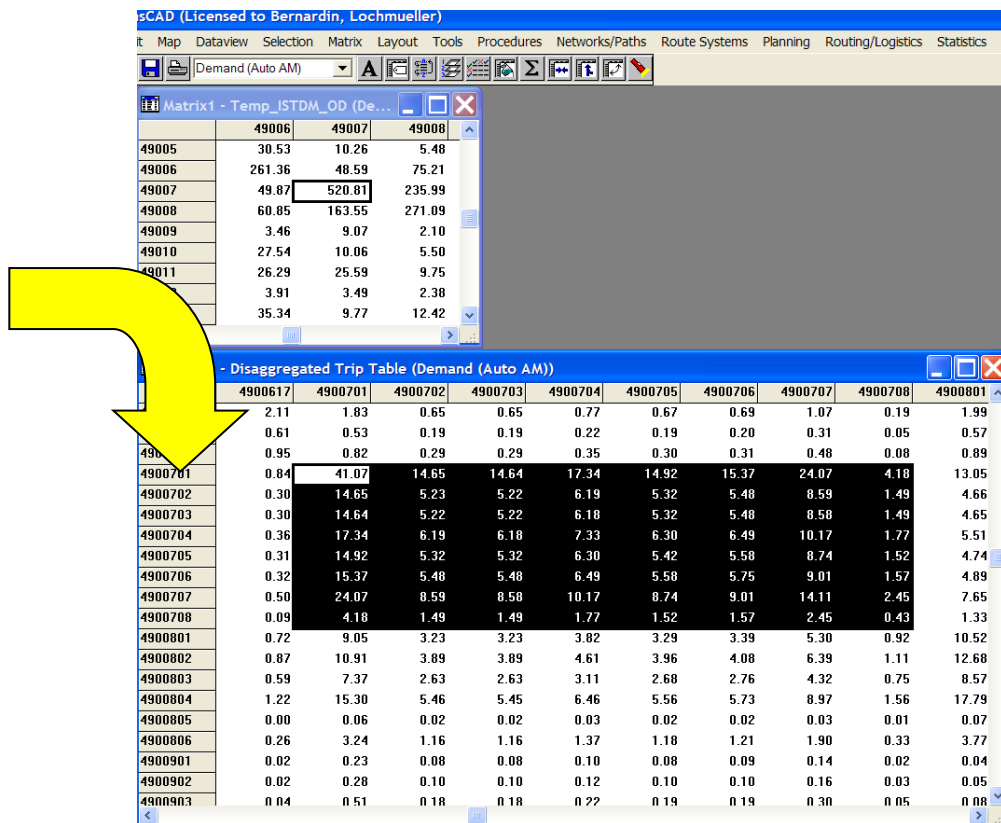 sCAD (Licensed to Bernardin, Lochmueller)
it Map Dataview Selection Matrix Layout Tools Procedures Networks/Paths Route Systems Planning Routing/Logistics Statistics
Demand (Auto AM) A Σ
Matrix1 - Temp_ISTDM_OD (De...
49006 49007 49008
49005 30.53 10.26 5.48
49006 261.36 48.59 75.21
49007 49.87 520.81 235.99
49008 60.85 163.55 271.09
49009 3.46 9.07 2.10
49010 27.54 10.06 5.50
49011 26.29 25.59 9.75
3.91 3.49 2.38
35.34 9.77 12.42
- Disaggregated Trip Table (Demand (Auto AM))
4900617 4900701 4900702 4900703 4900704 4900705 4900706 4900707 4900708 4900801
2.11 1.83 0.65 0.65 0.77 0.67 0.69 1.07 0.19 1.99
0.61 0.53 0.19 0.19 0.22 0.19 0.20 0.31 0.05 0.57
0.95 0.82 0.29 0.29 0.35 0.30 0.31 0.48 0.08 0.89
4900701 0.84 41.07 14.65 14.64 17.34 14.92 15.37 24.07 4.18 13.05
4900702 0.30 14.65 5.23 5.22 6.19 5.32 5.48 8.59 1.49 4.66
4900703 0.30 14.64 5.22 5.22 6.18 5.32 5.48 8.58 1.49 4.65
4900704 0.36 17.34 6.19 6.18 7.33 6.30 6.49 10.17 1.77 5.51
4900705 0.31 14.92 5.32 5.32 6.30 5.42 5.58 8.74 1.52 4.74
4900706 0.32 15.37 5.48 5.48 6.49 5.58 5.75 9.01 1.57 4.89
4900707 0.50 24.07 8.59 8.58 10.17 8.74 9.01 14.11 2.45 7.65
4900708 0.09 4.18 1.49 1.49 1.77 1.52 1.57 2.45 0.43 1.33
4900801 0.72 9.05 3.23 3.23 3.82 3.29 3.39 5.30 0.92 10.52
4900802 0.87 10.91 3.89 3.89 4.61 3.96 4.08 6.39 1.11 12.68
4900803 0.59 7.37 2.63 2.63 3.11 2.68 2.76 4.32 0.75 8.57
4900804 1.22 15.30 5.46 5.45 6.46 5.56 5.73 8.97 1.56 17.79
4900805 0.00 0.06 0.02 0.02 0.03 0.02 0.02 0.03 0.01 0.07
4900806 0.26 3.24 1.16 1.16 1.37 1.18 1.21 1.90 0.33 3.77
4900901 0.02 0.23 0.08 0.08 0.10 0.08 0.09 0.14 0.02 0.04
4900902 0.02 0.28 0.10 0.10 0.12 0.10 0.10 0.16 0.03 0.05
4900903 0.04 0.51 0.18 0.18 0.22 0.19 0.19 0.30 0.05 0.08